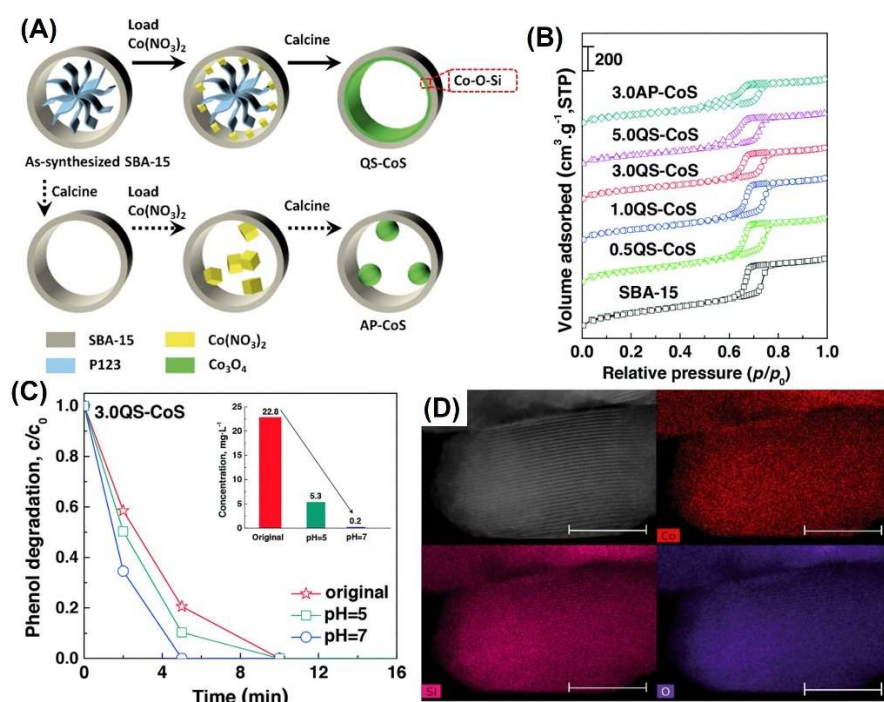 (A)
Load
Co(NO₃)₂
Calcine
Co-O-Si
As-synthesized SBA-15
QS-CoS
Calcine
Load
Co(NO₃)₂
Calcine
AP-CoS
SBA-15
Co(NO₃)₂
P123
Co₃O₄
(B)
200
3.0AP-CoS
5.0QS-CoS
3.0QS-CoS
1.0QS-CoS
0.5QS-CoS
SBA-15
Volume adsorbed (cm³.g⁻¹,STP)
0.0 0.2 0.4 0.6 0.8 1.0
Relative pressure (p/p₀)
(C)
3.0QS-CoS
Phenol degradation, c/c₀
1.0
0.8
0.6
0.4
0.2
0.0
0 4 8 12 16
Time (min)
Concentration, mg·L⁻¹
25
20
15
10
5
0
22.8
5.3
0.2
Original pH=5 pH=7
original
pH=5
pH=7
(D)
Co
Si
O